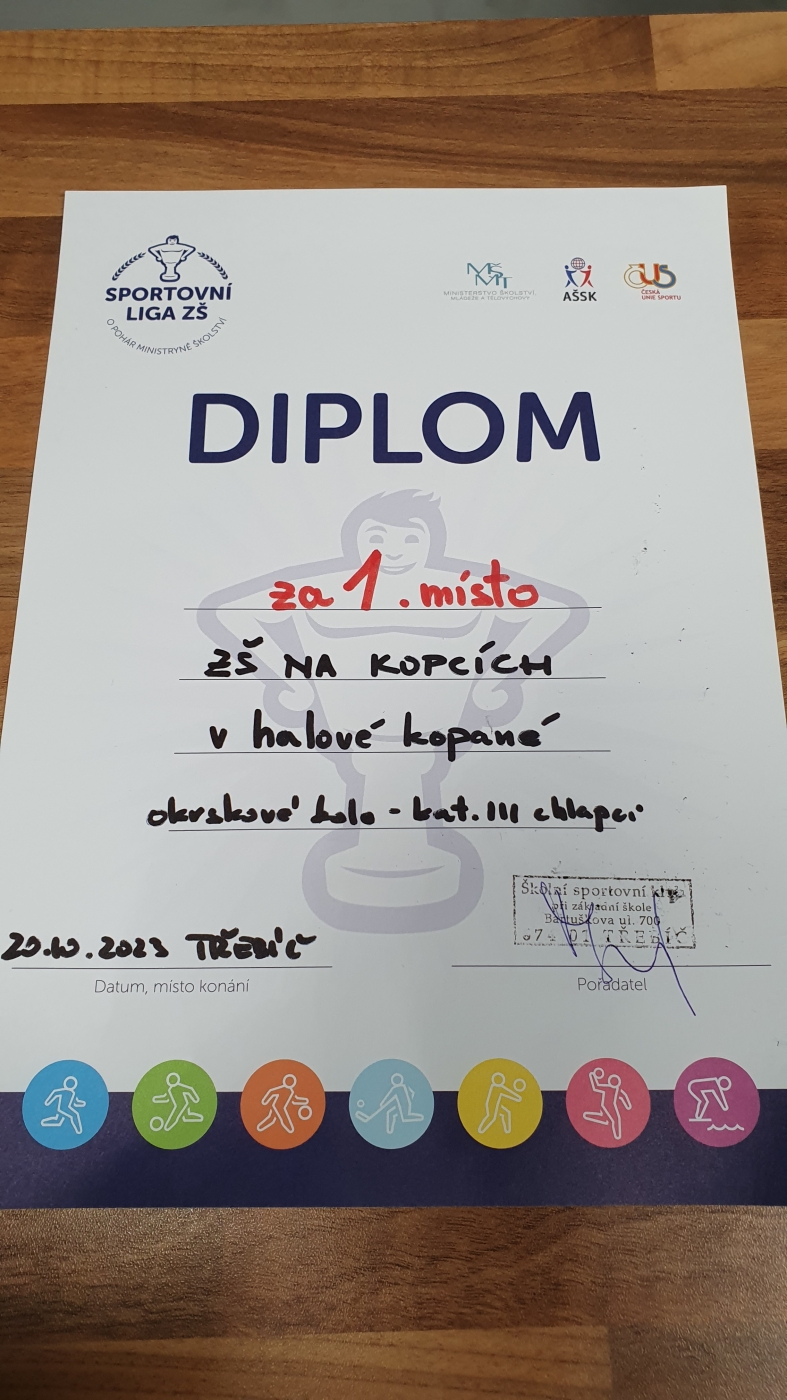 SPORTOVNÍ
LIGA ZŠ
O POHÁR MINISTRYNĚ ŠKOLSTVÍ
MŠMT
MINISTERSTVO ŠKOLSTVÍ,
MLÁDEŽE A TĚLOVÝCHOVY
AŠSK
ČUS
ČESKÁ
UNIE SPORTU
DIPLOM
za 1. místo
ZŠ NA KOPCÍCH
v halové kopané
okrskové kolo - kat. III chlapci
Školní sportovní klub
při základní škole
Bartuškova ul. 700
674 01 TŘEBÍČ
20.10.2023 TŘEBÍČ
Datum, místo konání
Pořadatel